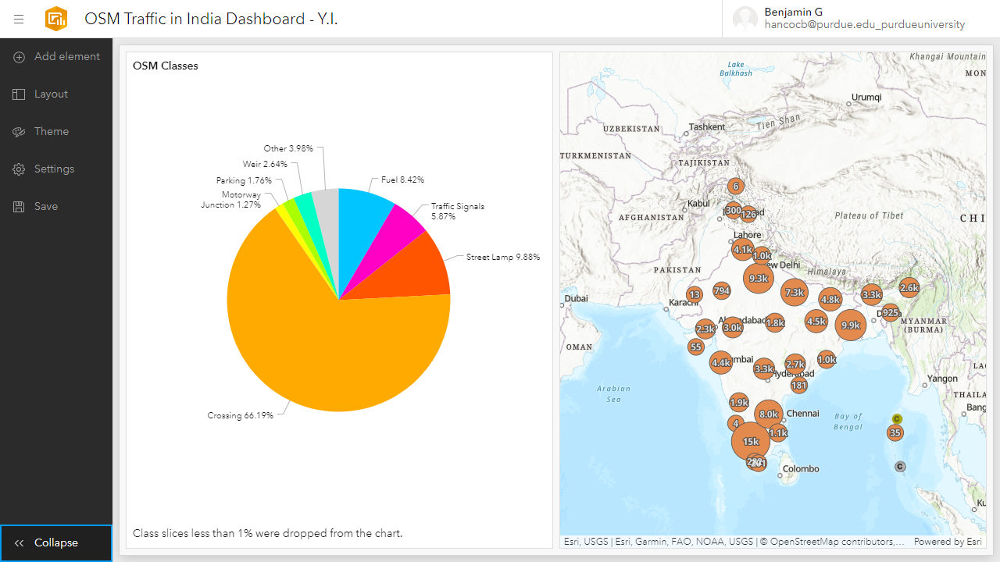 OSM Traffic in India Dashboard - Y.I.
Benjamin G
hancocb@purdue.edu_purdueuniversity
Add element
Layout
Theme
Settings
Save
Collapse
OSM Classes
Other 3.98%
Weir 2.64%
Parking 1.76%
Motorway
Junction 1.27%
Fuel 8.42%
Traffic Signals
5.87%
Street Lamp 9.88%
Crossing 66.19%
Class slices less than 1% were dropped from the chart.
Khangai Mountain
Lake
Balkhash
MON
Urumqi
UZBEKISTAN
Tashkent
Tien Shan
TURKMENISTAN
TAJIKISTAN
6
Kabul
300
126
AFGHANISTAN
Plateau of Tibet
CHI
Lahore
4.1k
1.0k
ew Delhi
PAKISTAN
Himalaya
9.3k
13
794
7.3k
4.8k
3.3k
2.6k
Dubai
Karachi
925
2.3k
3.0k
1.8k
4.5k
9.9k
MYANMAR
(BURMA)
OMAN
55
4.4k
mbai
3.3k
2.7k
1.0k
LA
yderabad
181
Yangon
Arabian
Sea
THAILA
1.9k
8.0k
Chennai
Bang
Bay of
Bengal
C
4
1.1k
35
15k
C
Colombo
Ku
Esri, USGS | Esri, Garmin, FAO, NOAA, USGS | © OpenStreetMap contributors,...
Powered by Esri